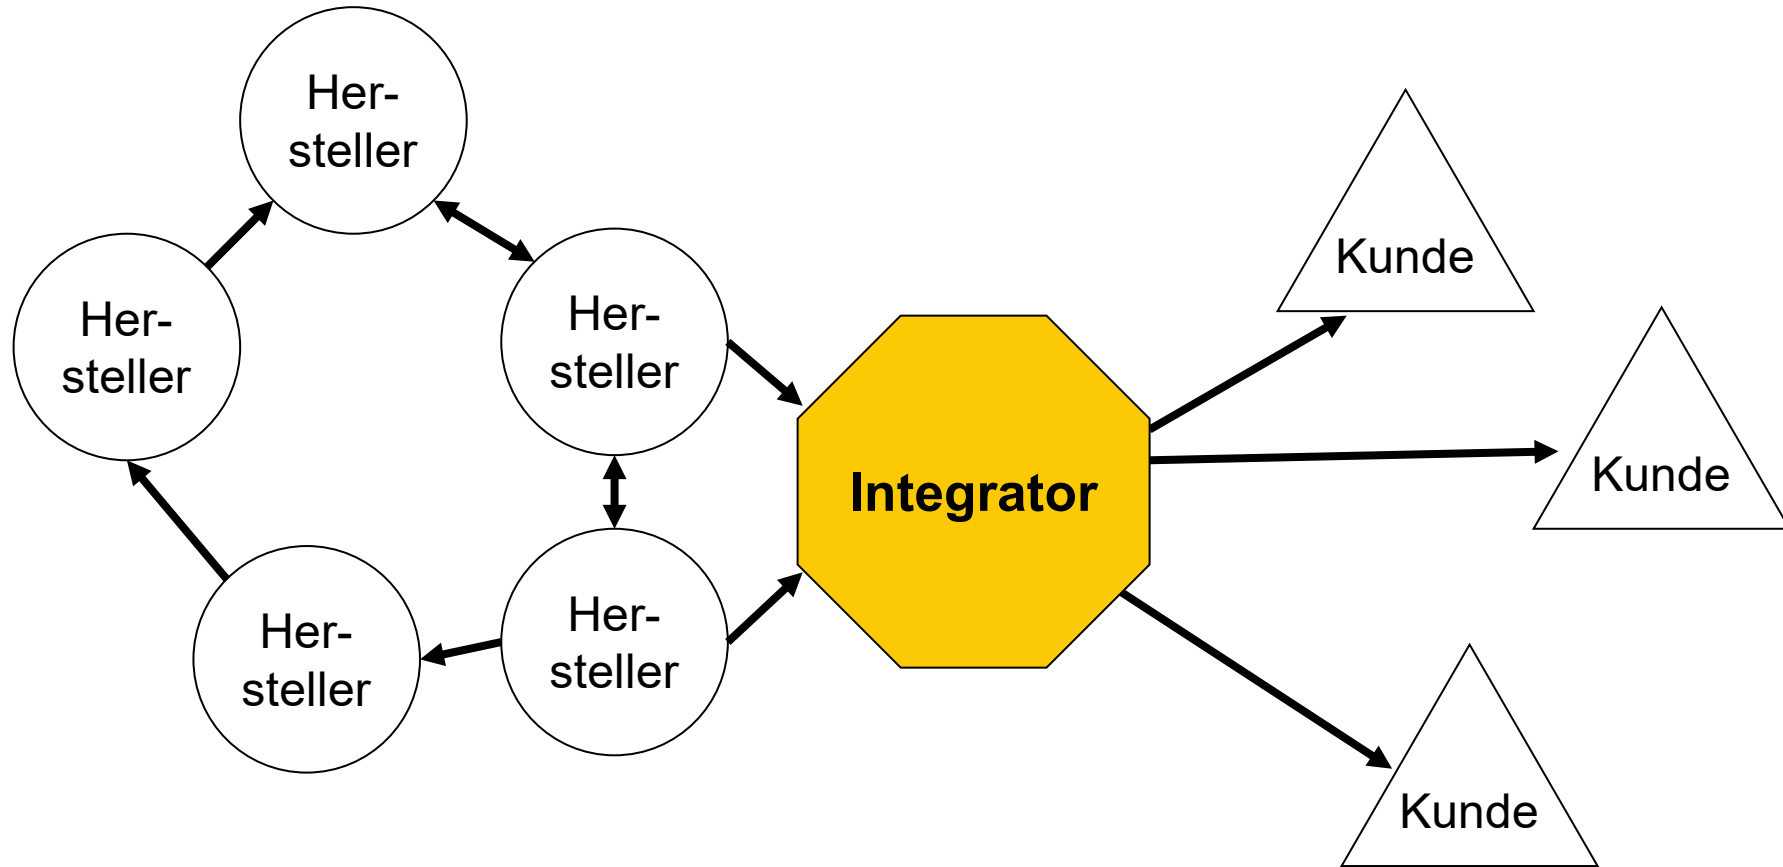 Her-
steller
Her-
steller
Her-
steller
Her-
steller
Her-
steller
Integrator
Kunde
Kunde
Kunde